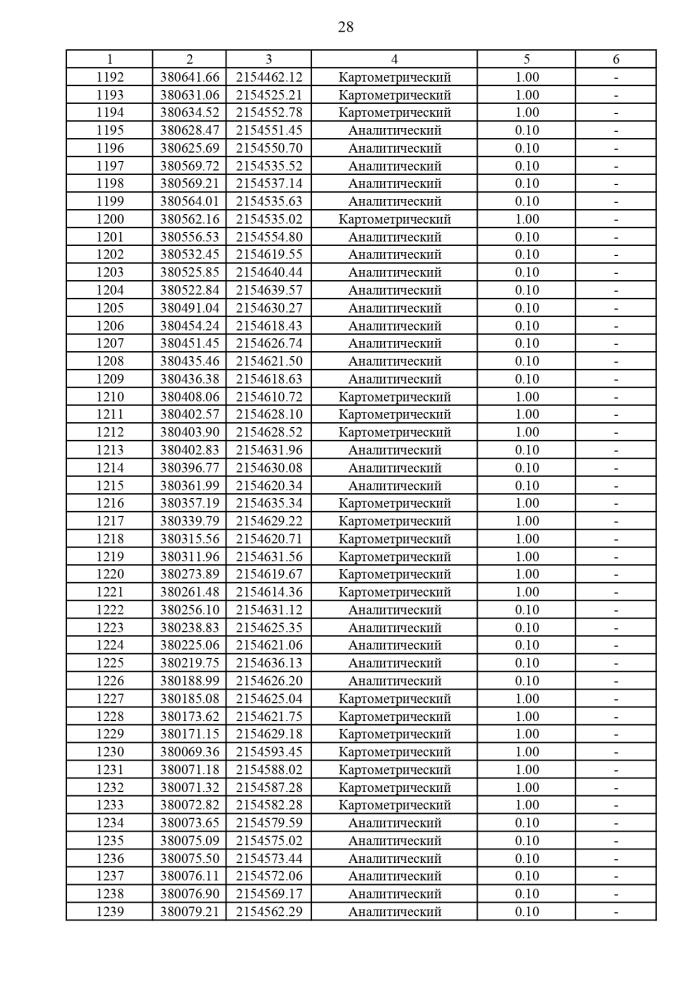 28
1 2 3 4 5 6
1192 380641.66 2154462.12 Картометрический 1.00 -
1193 380631.06 2154525.21 Картометрический 1.00 -
1194 380634.52 2154552.78 Картометрический 1.00 -
1195 380628.47 2154551.45 Аналитический 0.10 -
1196 380625.69 2154550.70 Аналитический 0.10 -
1197 380569.72 2154535.52 Аналитический 0.10 -
1198 380569.21 2154537.14 Аналитический 0.10 -
1199 380564.01 2154535.63 Аналитический 0.10 -
1200 380562.16 2154535.02 Картометрический 1.00 -
1201 380556.53 2154554.80 Аналитический 0.10 -
1202 380532.45 2154619.55 Аналитический 0.10 -
1203 380525.85 2154640.44 Аналитический 0.10 -
1204 380522.84 2154639.57 Аналитический 0.10 -
1205 380491.04 2154630.27 Аналитический 0.10 -
1206 380454.24 2154618.43 Аналитический 0.10 -
1207 380451.45 2154626.74 Аналитический 0.10 -
1208 380435.46 2154621.50 Аналитический 0.10 -
1209 380436.38 2154618.63 Аналитический 0.10 -
1210 380408.06 2154610.72 Картометрический 1.00 -
1211 380402.57 2154628.10 Картометрический 1.00 -
1212 380403.90 2154628.52 Картометрический 1.00 -
1213 380402.83 2154631.96 Аналитический 0.10 -
1214 380396.77 2154630.08 Аналитический 0.10 -
1215 380361.99 2154620.34 Аналитический 0.10 -
1216 380357.19 2154635.34 Картометрический 1.00 -
1217 380339.79 2154629.22 Картометрический 1.00 -
1218 380315.56 2154620.71 Картометрический 1.00 -
1219 380311.96 2154631.56 Картометрический 1.00 -
1220 380273.89 2154619.67 Картометрический 1.00 -
1221 380261.48 2154614.36 Картометрический 1.00 -
1222 380256.10 2154631.12 Аналитический 0.10 -
1223 380238.83 2154625.35 Аналитический 0.10 -
1224 380225.06 2154621.06 Аналитический 0.10 -
1225 380219.75 2154636.13 Аналитический 0.10 -
1226 380188.99 2154626.20 Аналитический 0.10 -
1227 380185.08 2154625.04 Картометрический 1.00 -
1228 380173.62 2154621.75 Картометрический 1.00 -
1229 380171.15 2154629.18 Картометрический 1.00 -
1230 380069.36 2154593.45 Картометрический 1.00 -
1231 380071.18 2154588.02 Картометрический 1.00 -
1232 380071.32 2154587.28 Картометрический 1.00 -
1233 380072.82 2154582.28 Картометрический 1.00 -
1234 380073.65 2154579.59 Аналитический 0.10 -
1235 380075.09 2154575.02 Аналитический 0.10 -
1236 380075.50 2154573.44 Аналитический 0.10 -
1237 380076.11 2154572.06 Аналитический 0.10 -
1238 380076.90 2154569.17 Аналитический 0.10 -
1239 380079.21 2154562.29 Аналитический 0.10 -